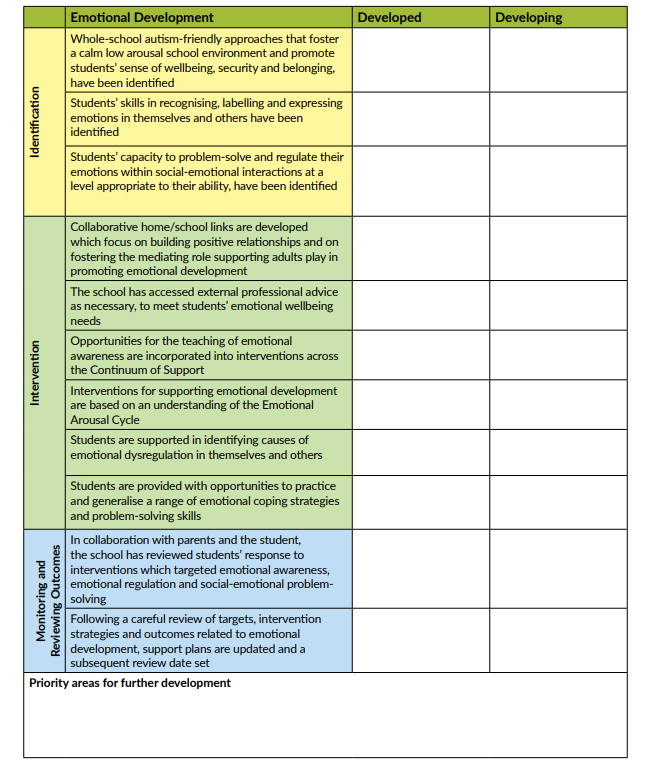 Emotional Development Developed Developing
Identification
Whole-school autism-friendly approaches that foster
a calm low arousal school environment and promote
students' sense of wellbeing, security and belonging,
have been identified
Students' skills in recognising, labelling and expressing
emotions in themselves and others have been
identified
Students' capacity to problem-solve and regulate their
emotions within social-emotional interactions at a
level appropriate to their ability, have been identified
Intervention
Collaborative home/school links are developed
which focus on building positive relationships and on
fostering the mediating role supporting adults play in
promoting emotional development
The school has accessed external professional advice
as necessary, to meet students' emotional wellbeing
needs
Opportunities for the teaching of emotional
awareness are incorporated into interventions across
the Continuum of Support
Interventions for supporting emotional development
are based on an understanding of the Emotional
Arousal Cycle
Students are supported in identifying causes of
emotional dysregulation in themselves and others
Students are provided with opportunities to practice
and generalise a range of emotional coping strategies
and problem-solving skills
Monitoring and
Reviewing Outcomes
In collaboration with parents and the student,
the school has reviewed students' response to
interventions which targeted emotional awareness,
emotional regulation and social-emotional problem-
solving
Following a careful review of targets, intervention
strategies and outcomes related to emotional
development, support plans are updated and a
subsequent review date set
Priority areas for further development